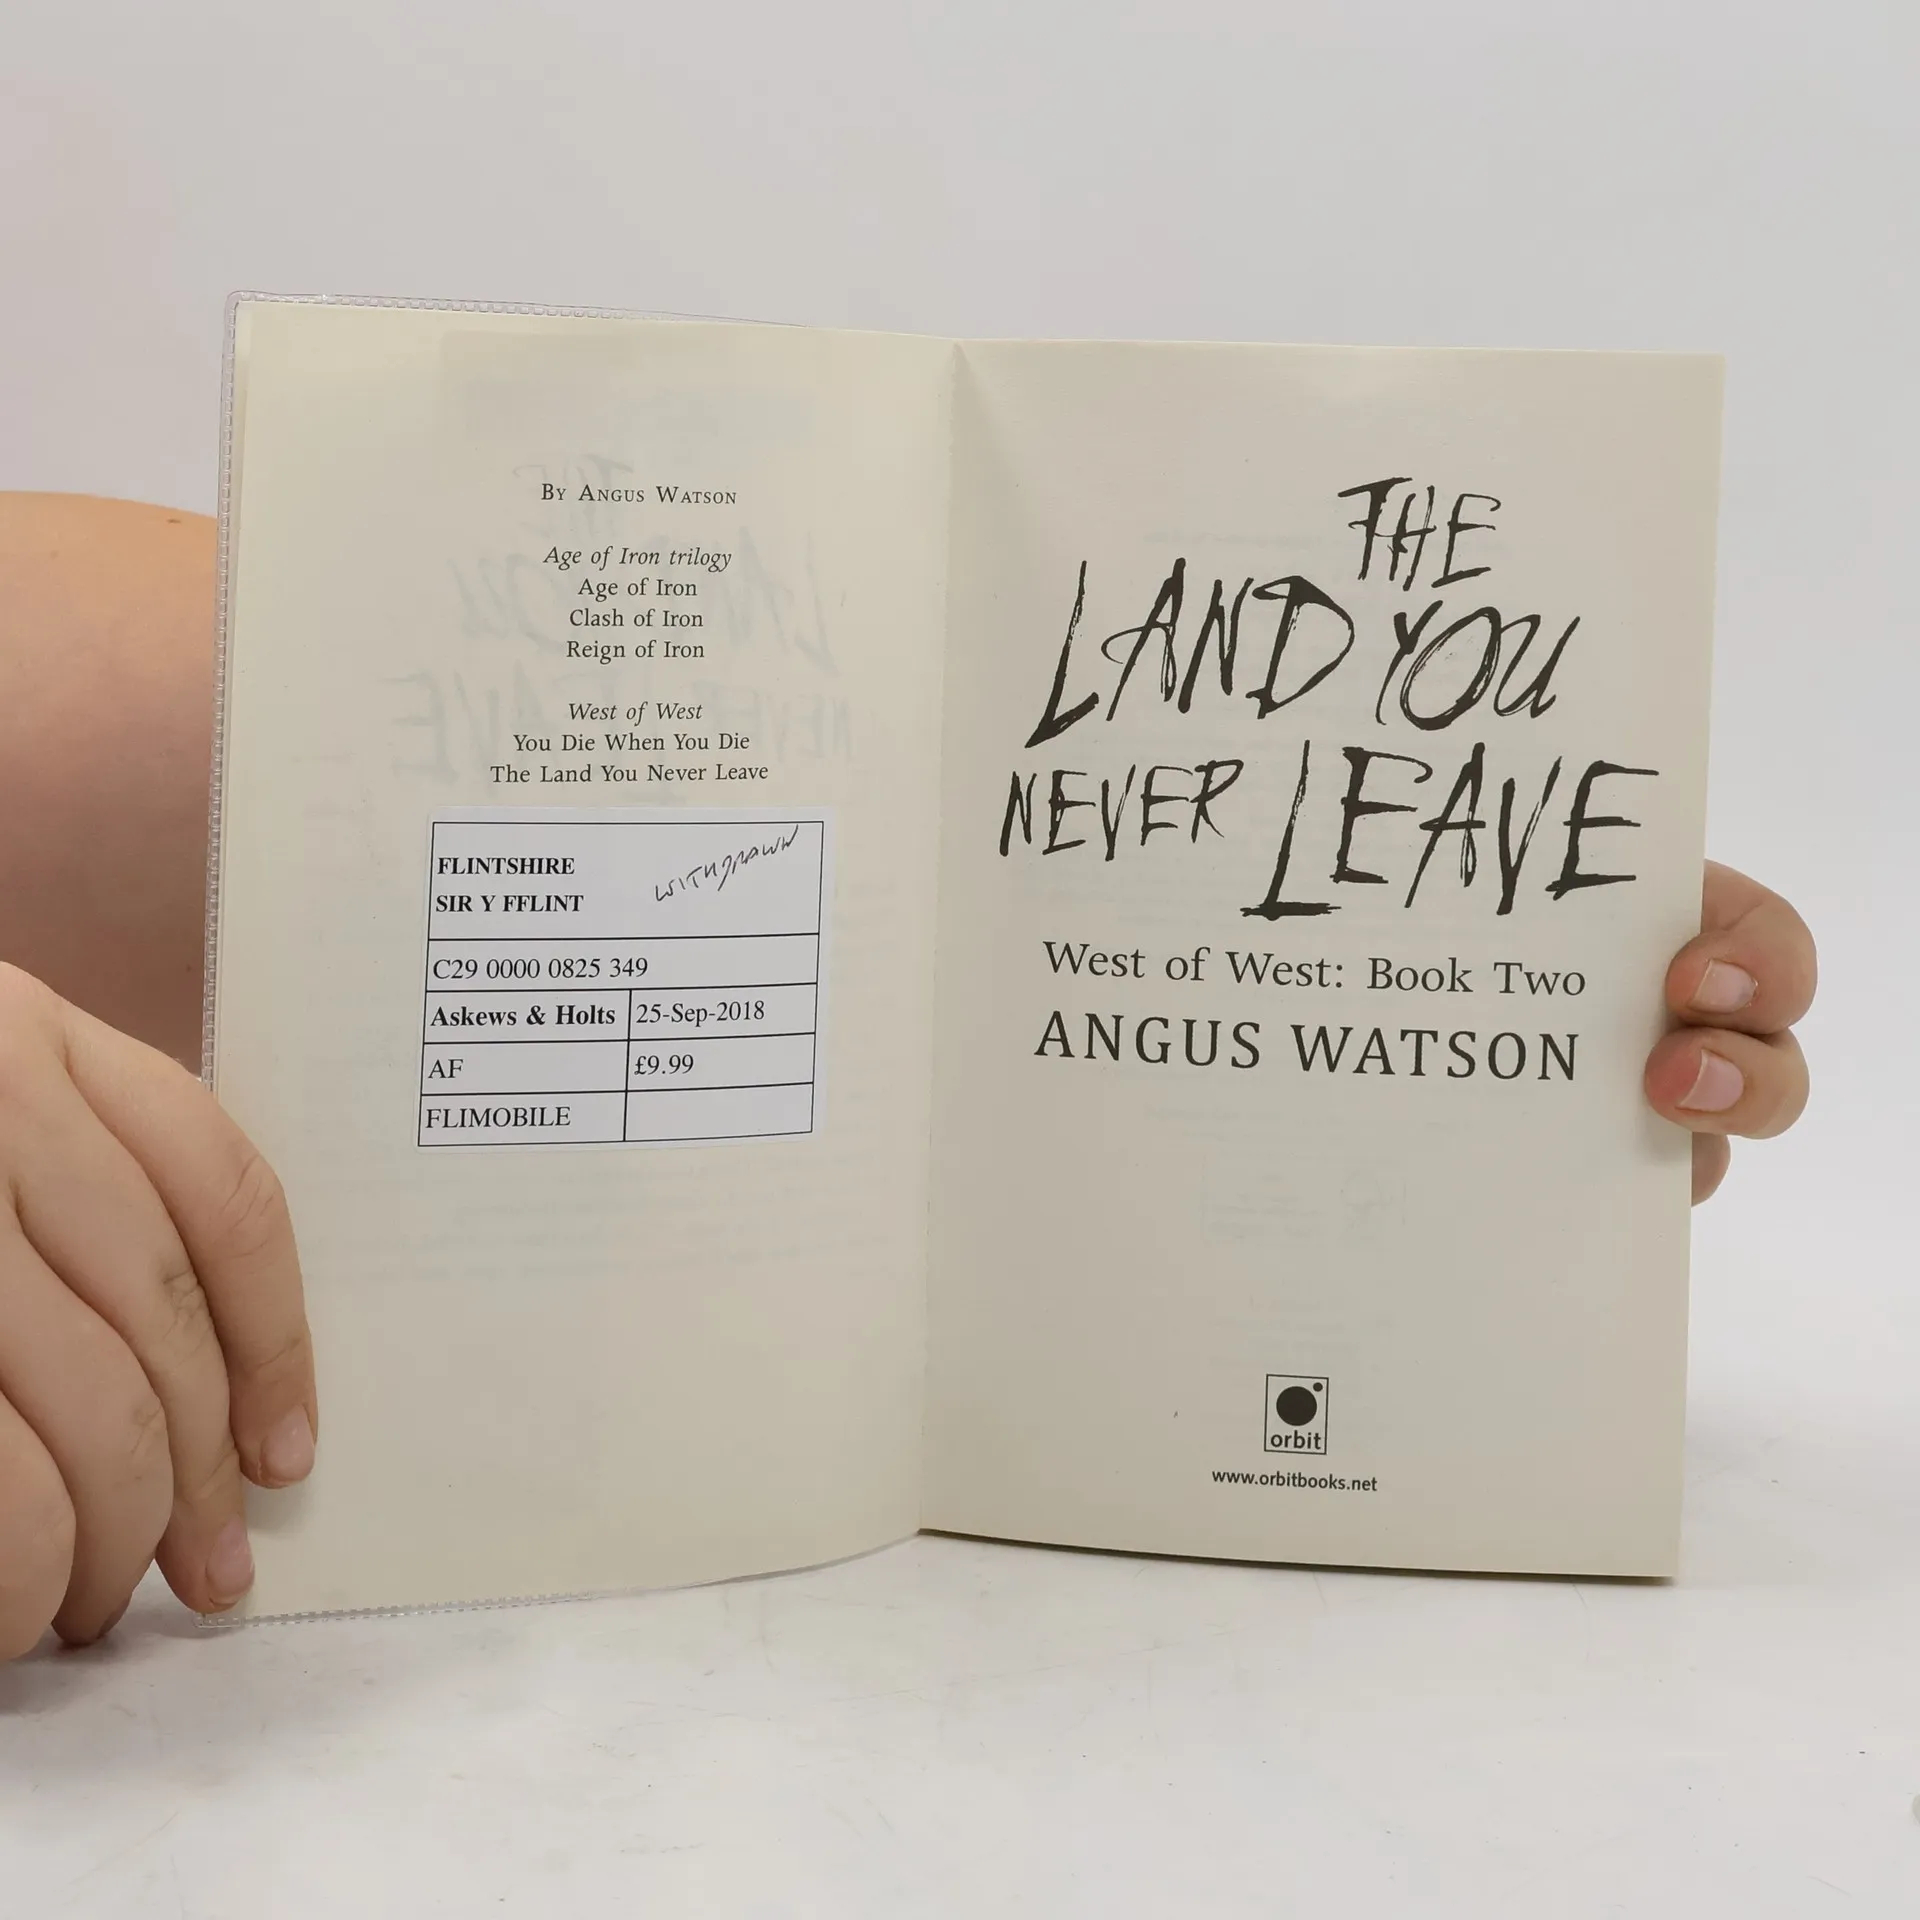 By Angus Watson
Age of Iron trilogy
Age of Iron
Clash of Iron
Reign of Iron
West of West
You Die When You Die
The Land You Never Leave
FLINTSHIRE
SIR Y FFLINT
WITHDRAWN
C29 0000 0825 349
Askews & Holts 25-Sep-2018
AF £9.99
FLIMOBILE
THE
LAND YOU
NEVER LEAVE
West of West: Book Two
ANGUS WATSON
orbit
www.orbitbooks.net